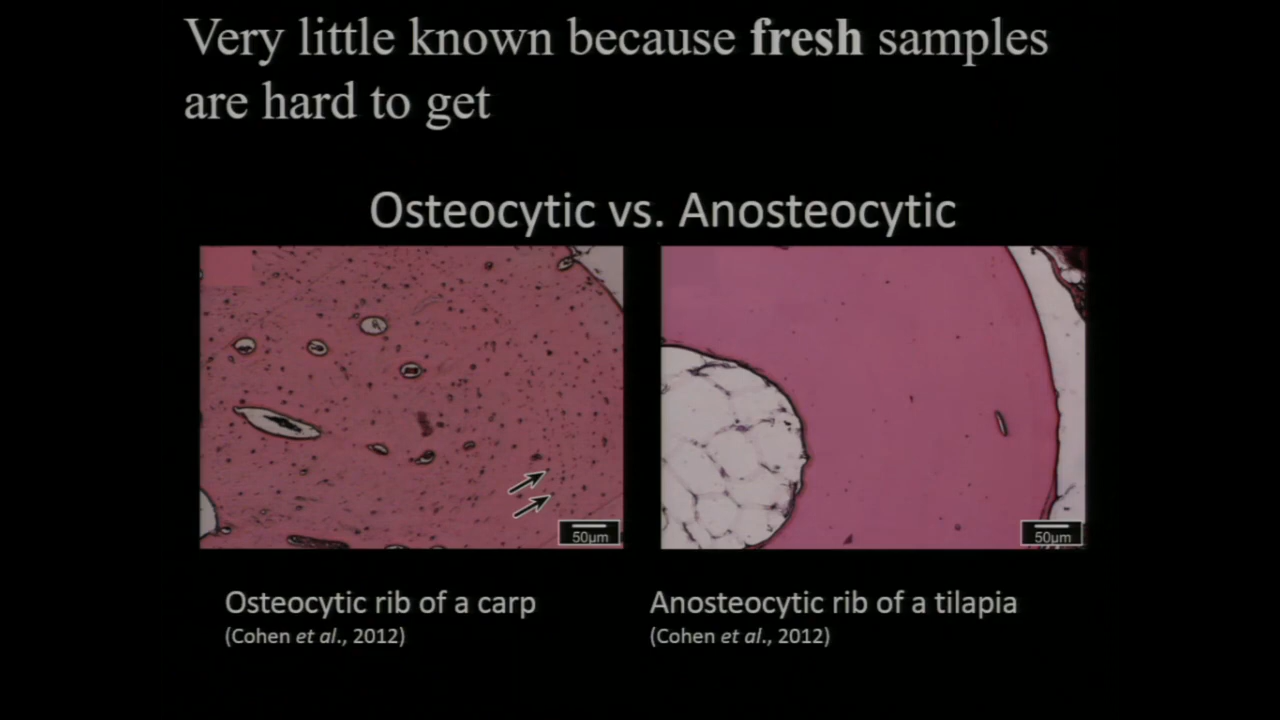 Very little known because fresh samples
are hard to get
Osteocytic vs. Anosteocytic
50µm
50µm
Osteocytic rib of a carp
(Cohen et al., 2012)
Anosteocytic rib of a tilapia
(Cohen et al., 2012)